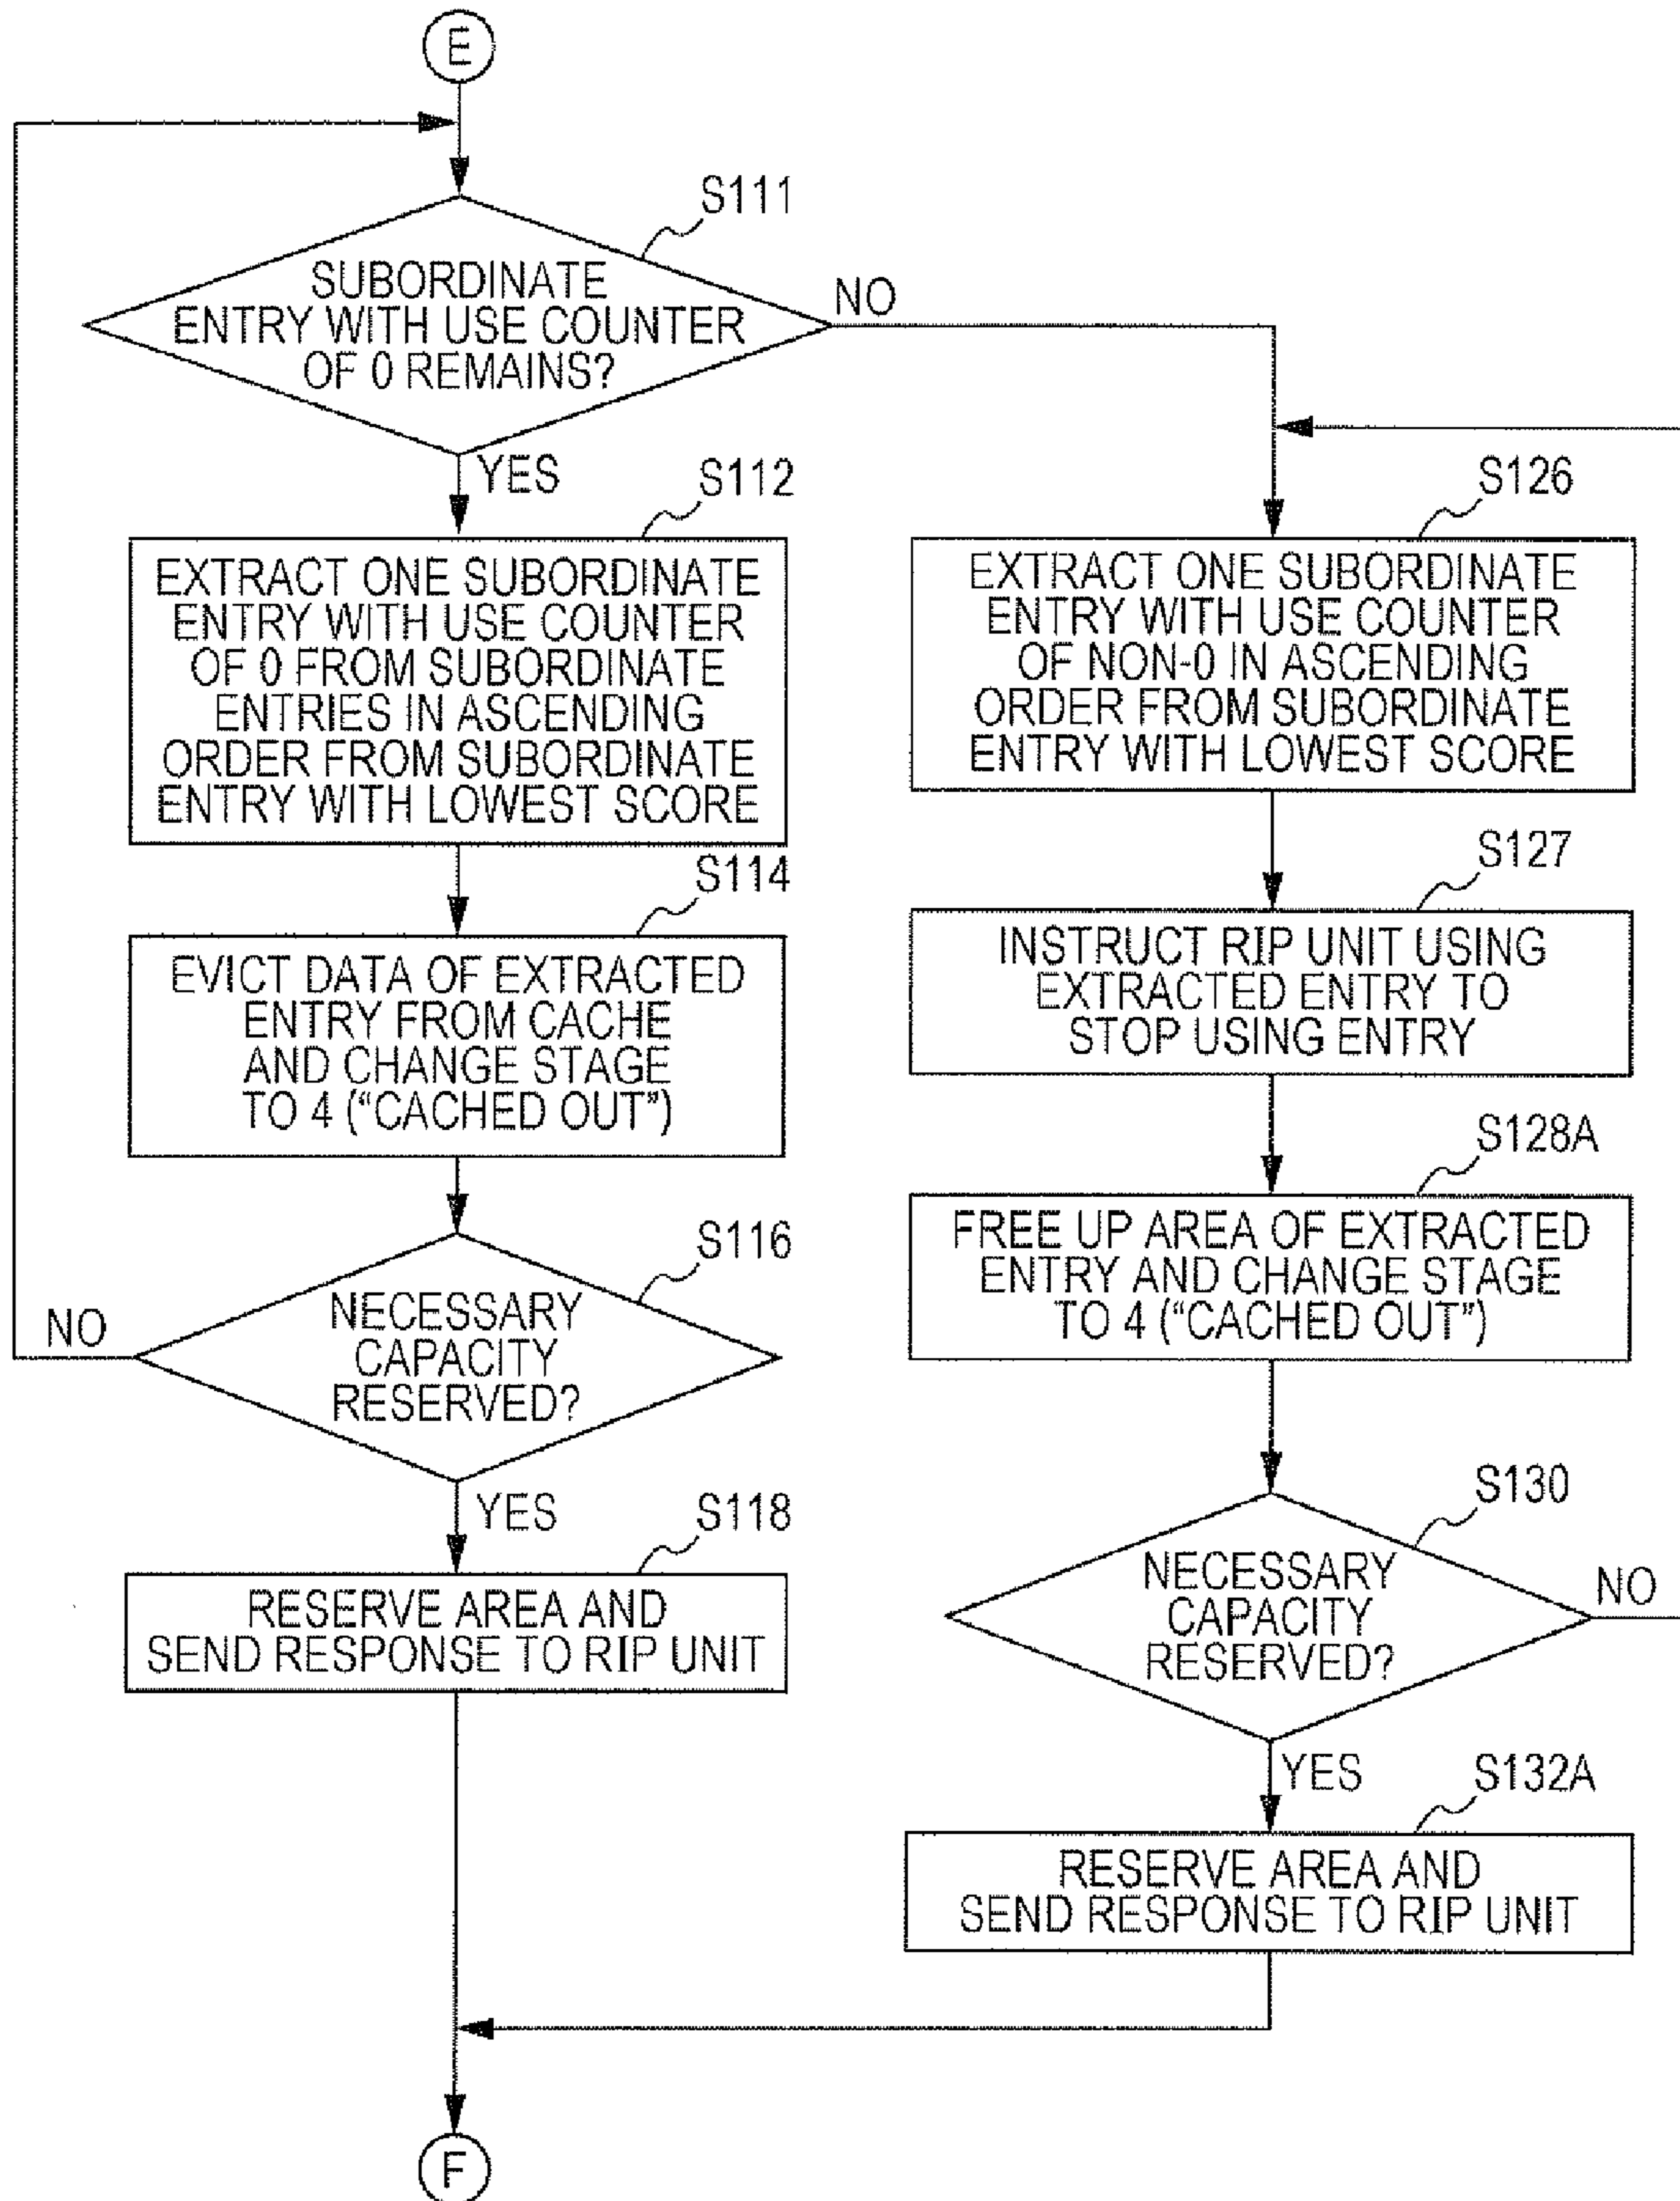 E
S111
SUBORDINATE
ENTRY WITH USE COUNTER
OF 0 REMAINS?
NO
YES
S112
EXTRACT ONE SUBORDINATE
ENTRY WITH USE COUNTER
OF 0 FROM SUBORDINATE
ENTRIES IN ASCENDING
ORDER FROM SUBORDINATE
ENTRY WITH LOWEST SCORE
S114
EVICT DATA OF EXTRACTED
ENTRY FROM CACHE
AND CHANGE STAGE
TO 4 (“CACHED OUT”)
S116
NECESSARY
CAPACITY
RESERVED?
NO
YES
S118
RESERVE AREA AND
SEND RESPONSE TO RIP UNIT
S126
EXTRACT ONE SUBORDINATE
ENTRY WITH USE COUNTER
OF NON-0 IN ASCENDING
ORDER FROM SUBORDINATE
ENTRY WITH LOWEST SCORE
S127
INSTRUCT RIP UNIT USING
EXTRACTED ENTRY TO
STOP USING ENTRY
S128A
FREE UP AREA OF EXTRACTED
ENTRY AND CHANGE STAGE
TO 4 (“CACHED OUT”)
S130
NECESSARY
CAPACITY
RESERVED?
NO
YES
S132A
RESERVE AREA AND
SEND RESPONSE TO RIP UNIT
F